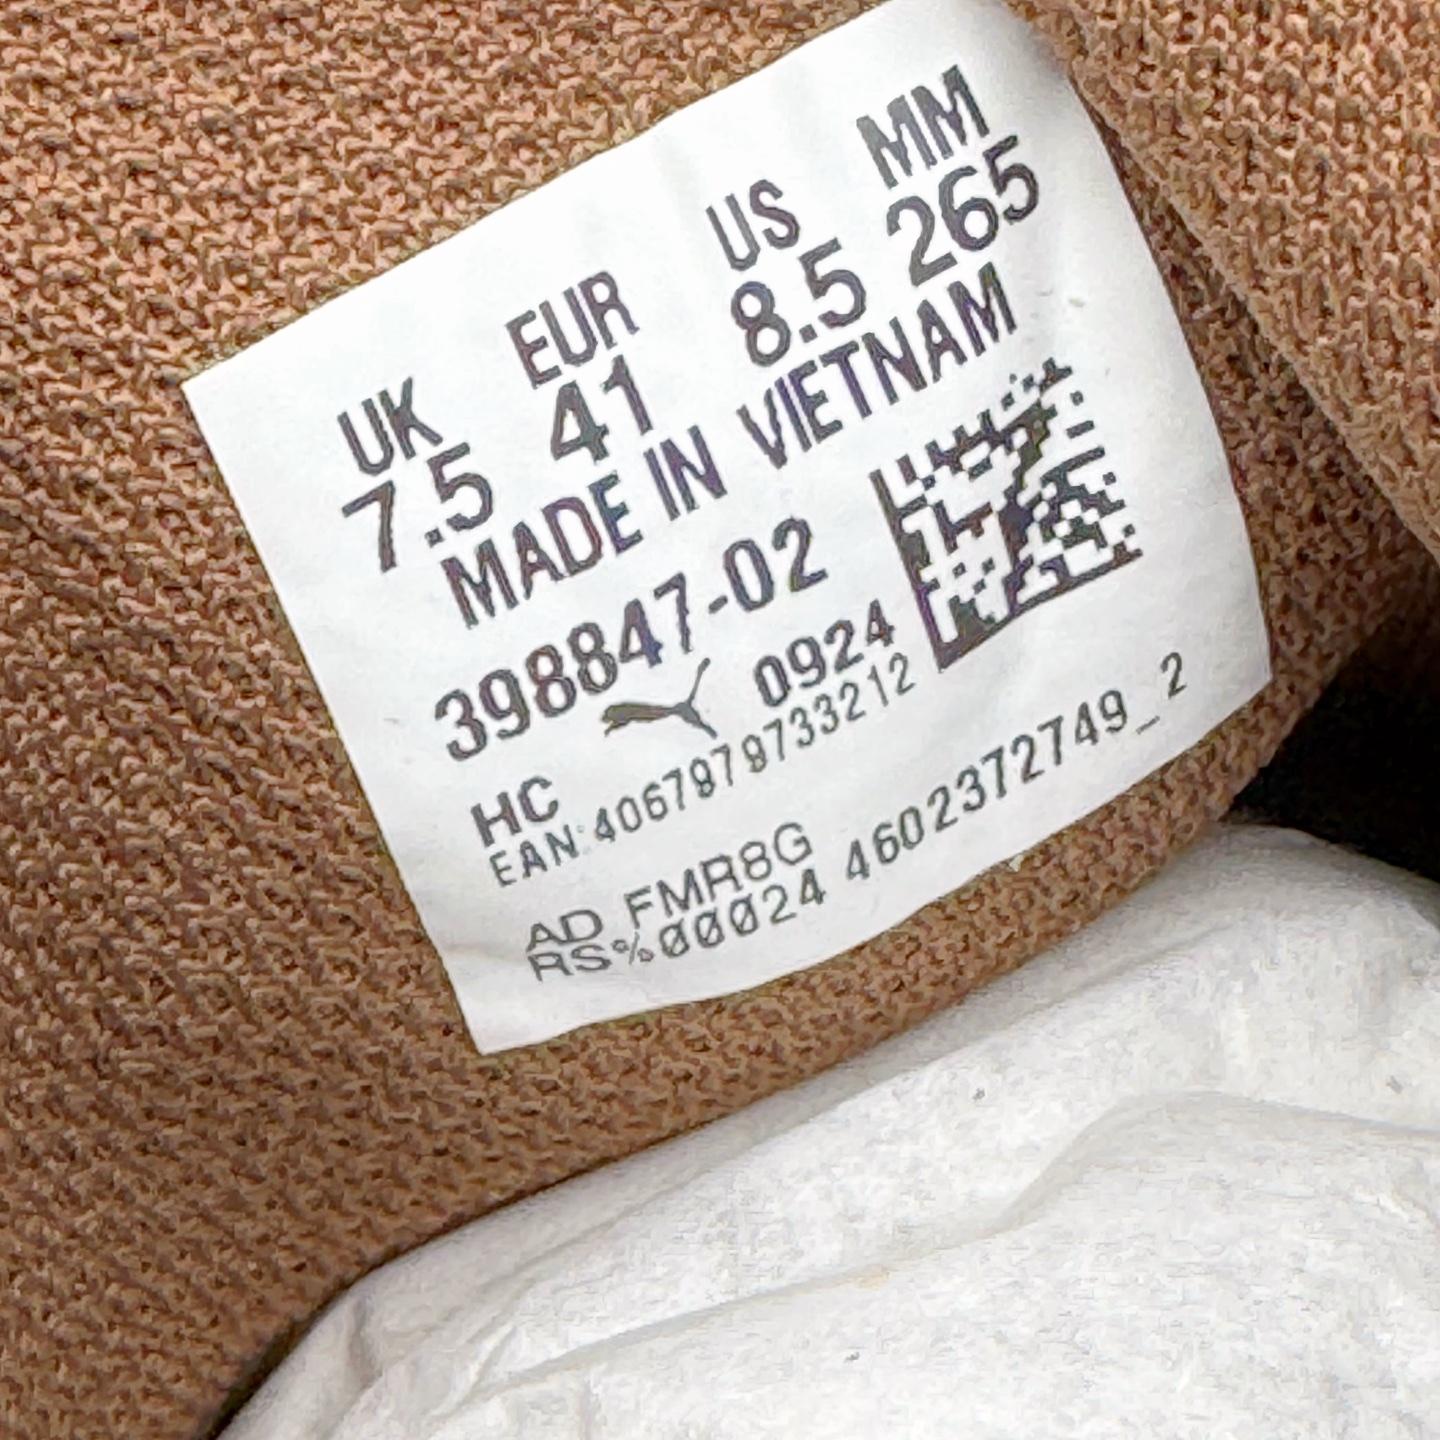 UK EUR US MM
7.5 41 8.5 265
MADE IN VIETNAM
398847-02
0924
HC
EAN:4067979733212
AD FMR8G
RS%00024 4602372749_2